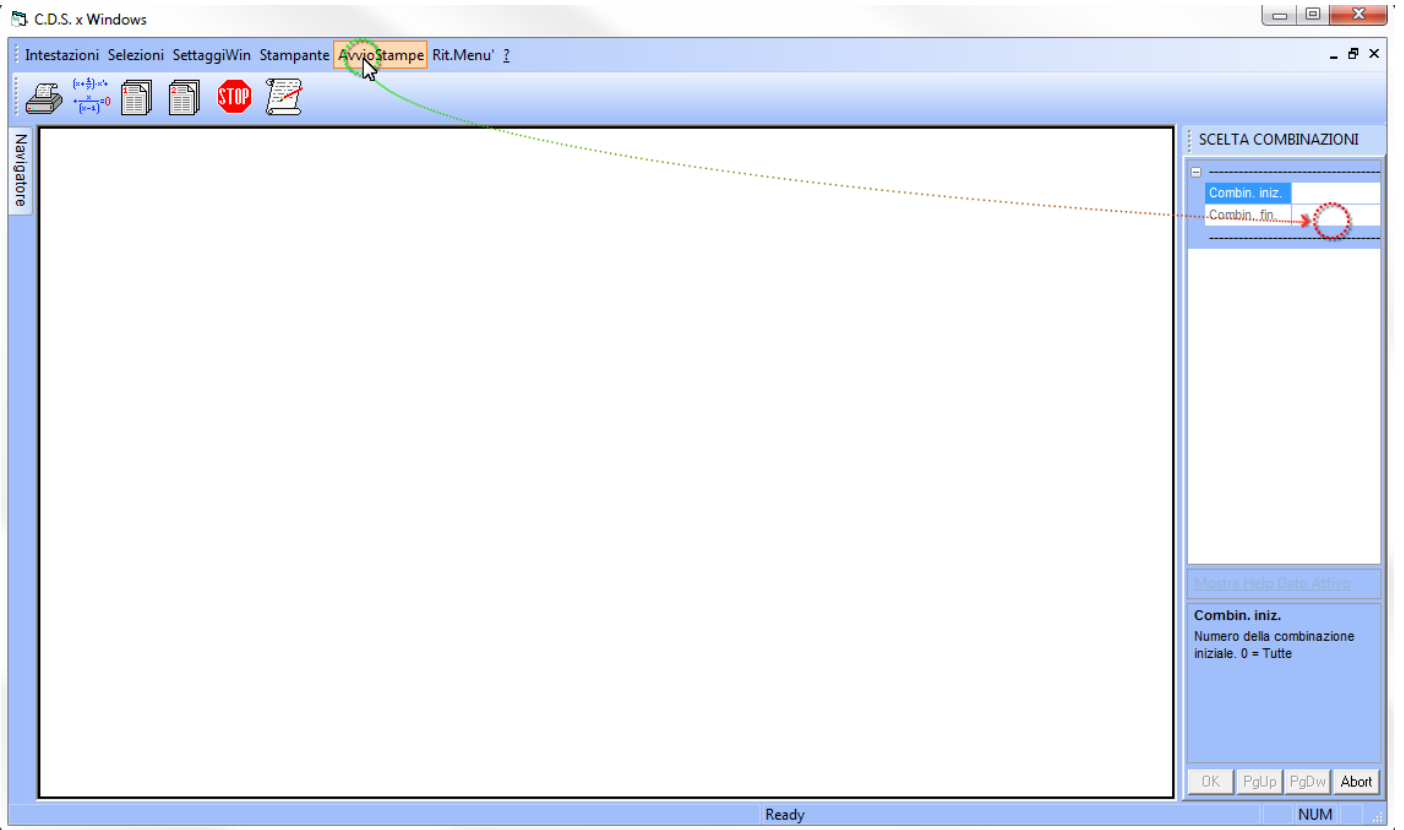 C.D.S. x Windows
Intestazioni Selezioni SettaggiWin Stampante AvvioStampe Rit.Menu' ?
STOP
Navigatore
SCELTA COMBINAZIONI
Combin. iniz.
Combin. fin.
Mostra Help Dato Attivo
Combin. iniz.
Numero della combinazione
iniziale. 0 = Tutte
OK PgUp PgDw Abort
Ready NUM